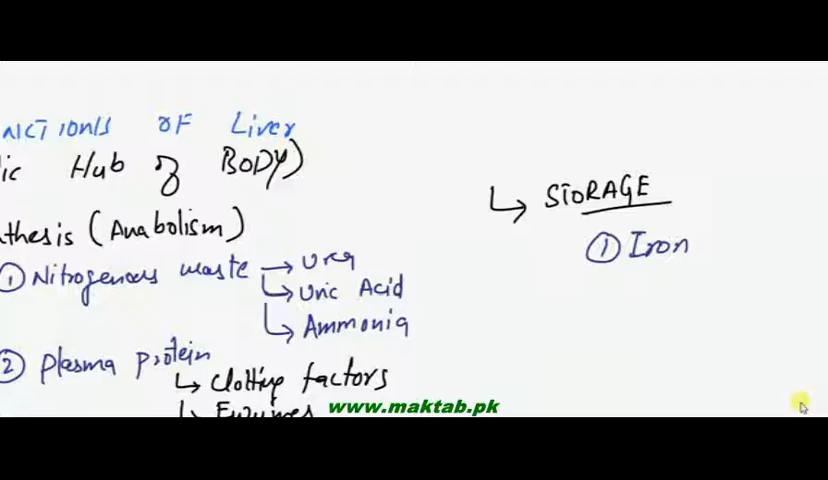 NCTIONS OF Liver
ic Hub of BODY)
thesis (Anabolism)
① Nitrogenous waste → Urea
↳ Uric Acid
↳ Ammonia
② Plasma protein
↳ Clotting factors
↳ Enzymes
↳ STORAGE
① Iron
www.maktab.pk